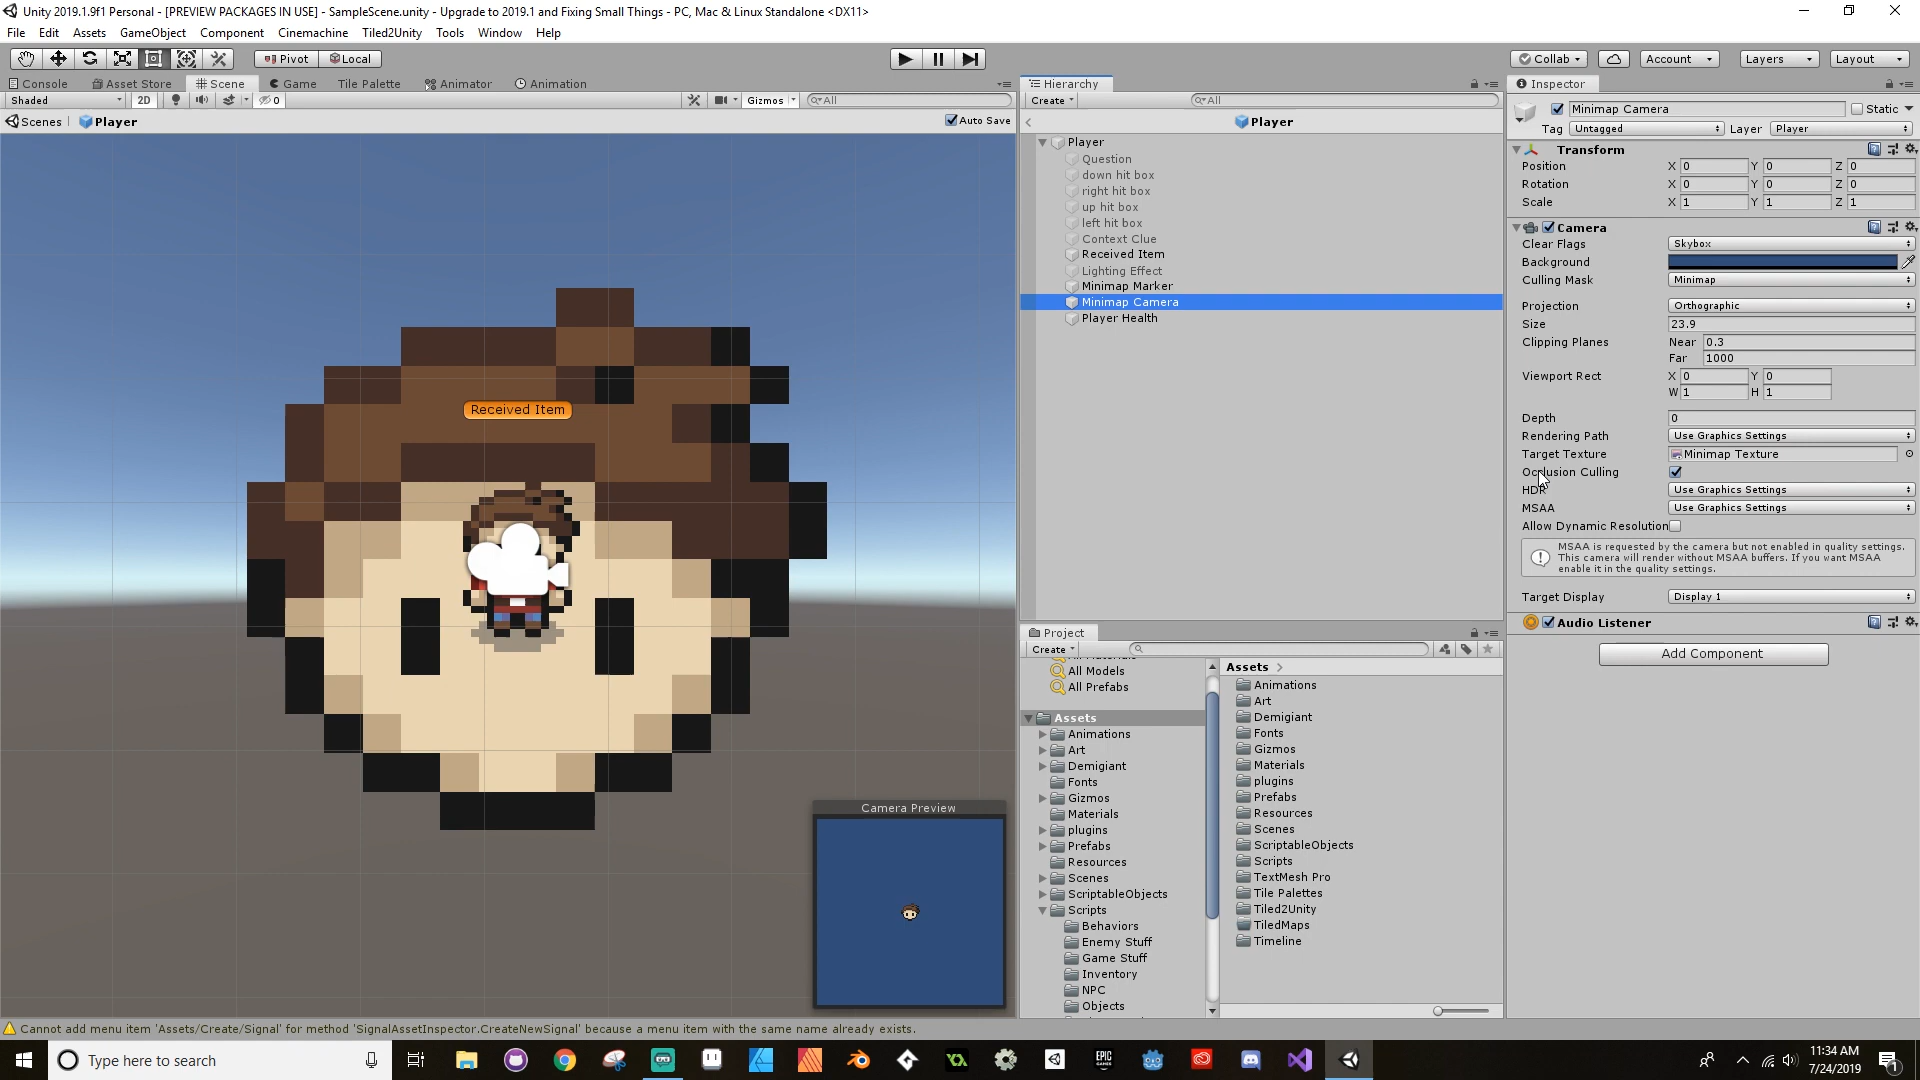 Unity 2019.1.9f1 Personal - [PREVIEW PACKAGES IN USE] - SampleScene.unity - Upgrade to 2019.1 and Fixing Small Things - PC, Mac & Linux Standalone <DX11>
File Edit Assets GameObject Component Cinemachine Tiled2Unity Tools Window Help
Pivot Local Collab Account Layers Layout
Console Asset Store Scene Game Tile Palette Animator Animation
Shaded 2D 0 Gizmos All
Scenes Player Auto Save
Received Item
Camera Preview
Hierarchy
Create All
Player
Player
Question
down hit box
right hit box
up hit box
left hit box
Context Clue
Received Item
Lighting Effect
Minimap Marker
Minimap Camera
Player Health
Project
Create
All Models
All Prefabs
Assets
Animations
Art
Demigiant
Fonts
Gizmos
Materials
plugins
Prefabs
Resources
Scenes
ScriptableObjects
Scripts
Behaviors
Enemy Stuff
Game Stuff
Inventory
NPC
Objects
Assets
Animations
Art
Demigiant
Fonts
Gizmos
Materials
plugins
Prefabs
Resources
Scenes
ScriptableObjects
Scripts
TextMesh Pro
Tile Palettes
Tiled2Unity
TiledMaps
Timeline
Inspector
Minimap Camera Static
Tag Untagged Layer Player
Transform
Position X 0 Y 0 Z 0
Rotation X 0 Y 0 Z 0
Scale X 1 Y 1 Z 1
Camera
Clear Flags Skybox
Background
Culling Mask Minimap
Projection Orthographic
Size 23.9
Clipping Planes Near 0.3
Far 1000
Viewport Rect X 0 Y 0
W 1 H 1
Depth 0
Rendering Path Use Graphics Settings
Target Texture Minimap Texture
Occlusion Culling
HDR Use Graphics Settings
MSAA Use Graphics Settings
Allow Dynamic Resolution
MSAA is requested by the camera but not enabled in quality settings.
This camera will render without MSAA buffers. If you want MSAA
enable it in the quality settings.
Target Display Display 1
Audio Listener
Add Component
Cannot add menu item 'Assets/Create/Signal' for method 'SignalAssetInspector.CreateNewSignal' because a menu item with the same name already exists.
Type here to search
EPIC GAMES
11:34 AM
7/24/2019
1